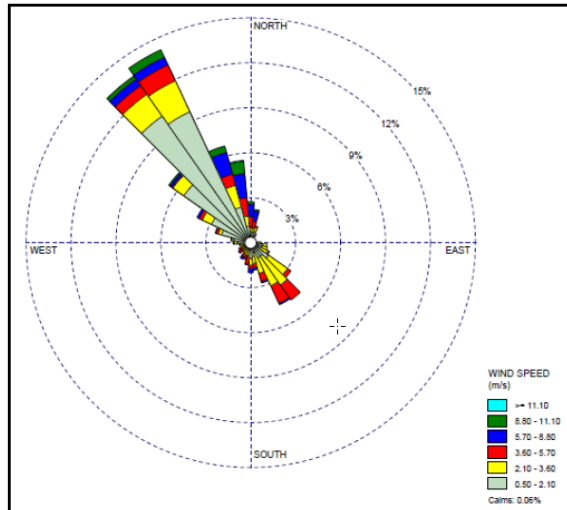 NORTH
15%
12%
9%
6%
3%
WEST
EAST
SOUTH
WIND SPEED
(m/s)
>= 11.10
8.80 - 11.10
5.70 - 8.80
3.60 - 5.70
2.10 - 3.60
0.50 - 2.10
Calms: 0.06%